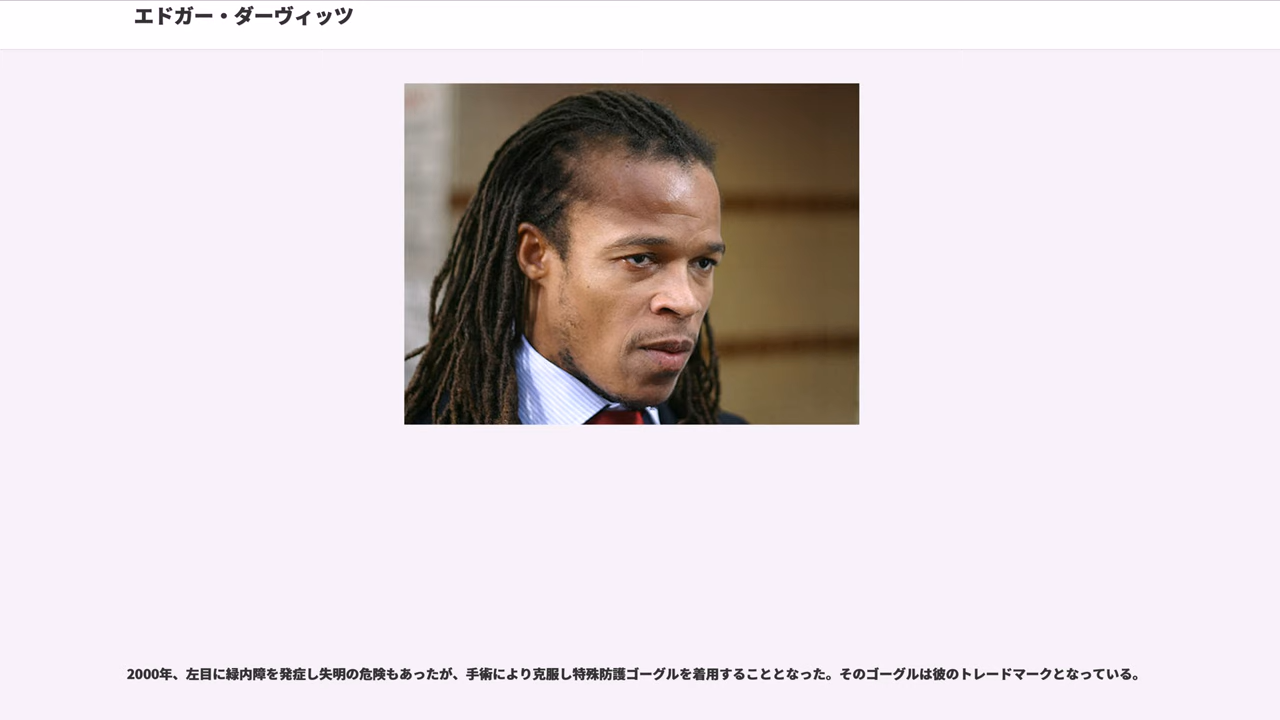 エドガー・ダーヴィッツ
2000年、左目に緑内障を発症し失明の危険もあったが、手術により克服し特殊防護ゴーグルを着用することとなった。そのゴーグルは彼のトレードマークとなっている。